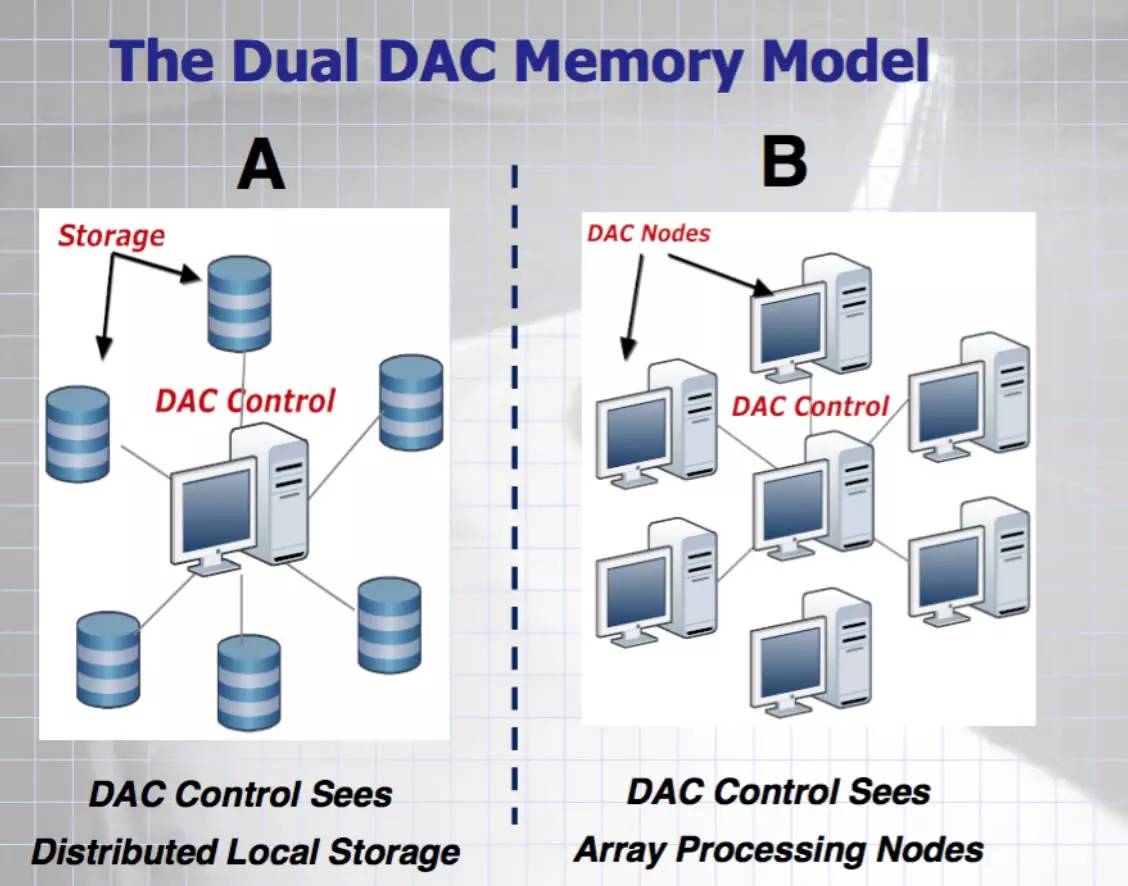 The Dual DAC Memory Model
A
B
Storage
DAC Control
DAC Nodes
DAC Control
DAC Control Sees
Distributed Local Storage
DAC Control Sees
Array Processing Nodes